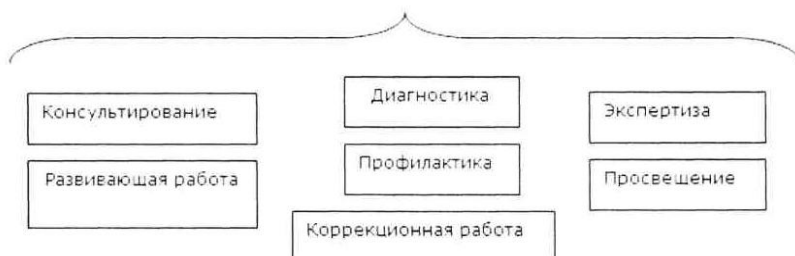 Консультирование
Диагностика
Экспертиза
Развивающая работа
Профилактика
Просвещение
Коррекционная работа